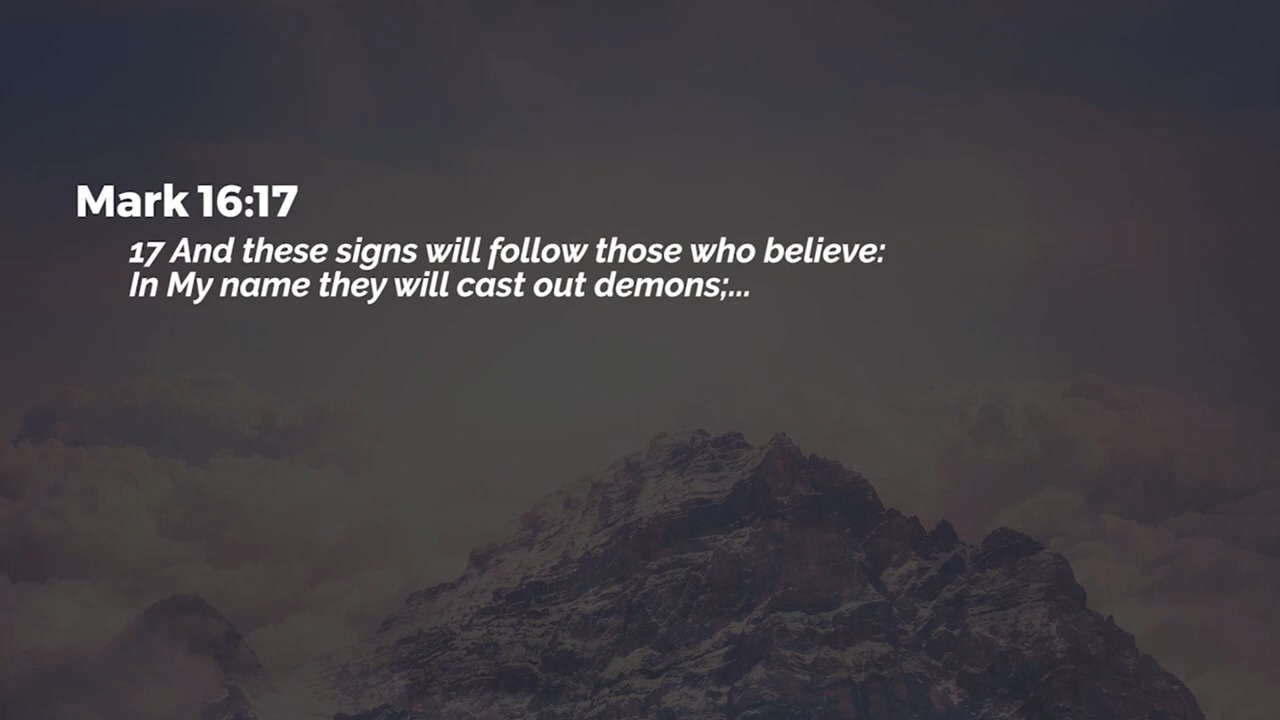 Mark 16:17
17 And these signs will follow those who believe:
In My name they will cast out demons;...